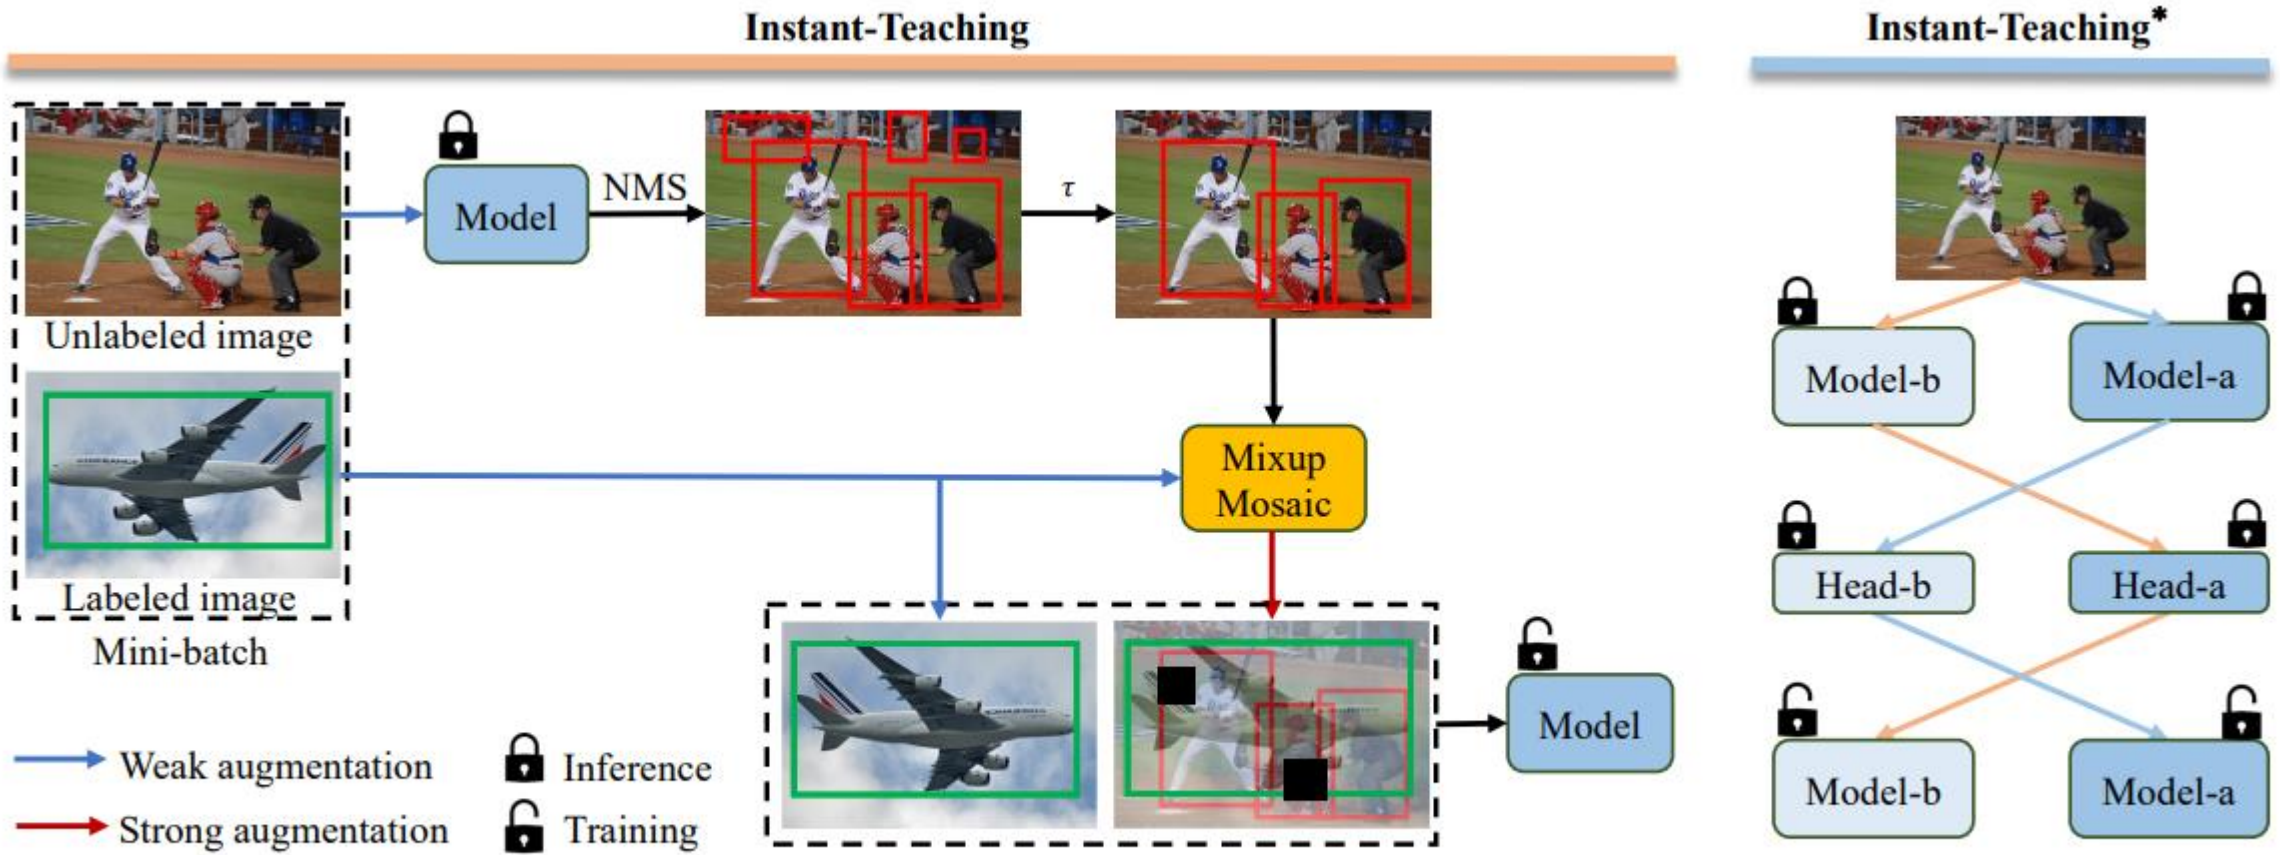 Instant-Teaching
Instant-Teaching*
Model
NMS
τ
Unlabeled image
Labeled image
Mini-batch
Mixup
Mosaic
Model
Weak augmentation
Strong augmentation
Inference
Training
Model-b
Model-a
Head-b
Head-a
Model-b
Model-a